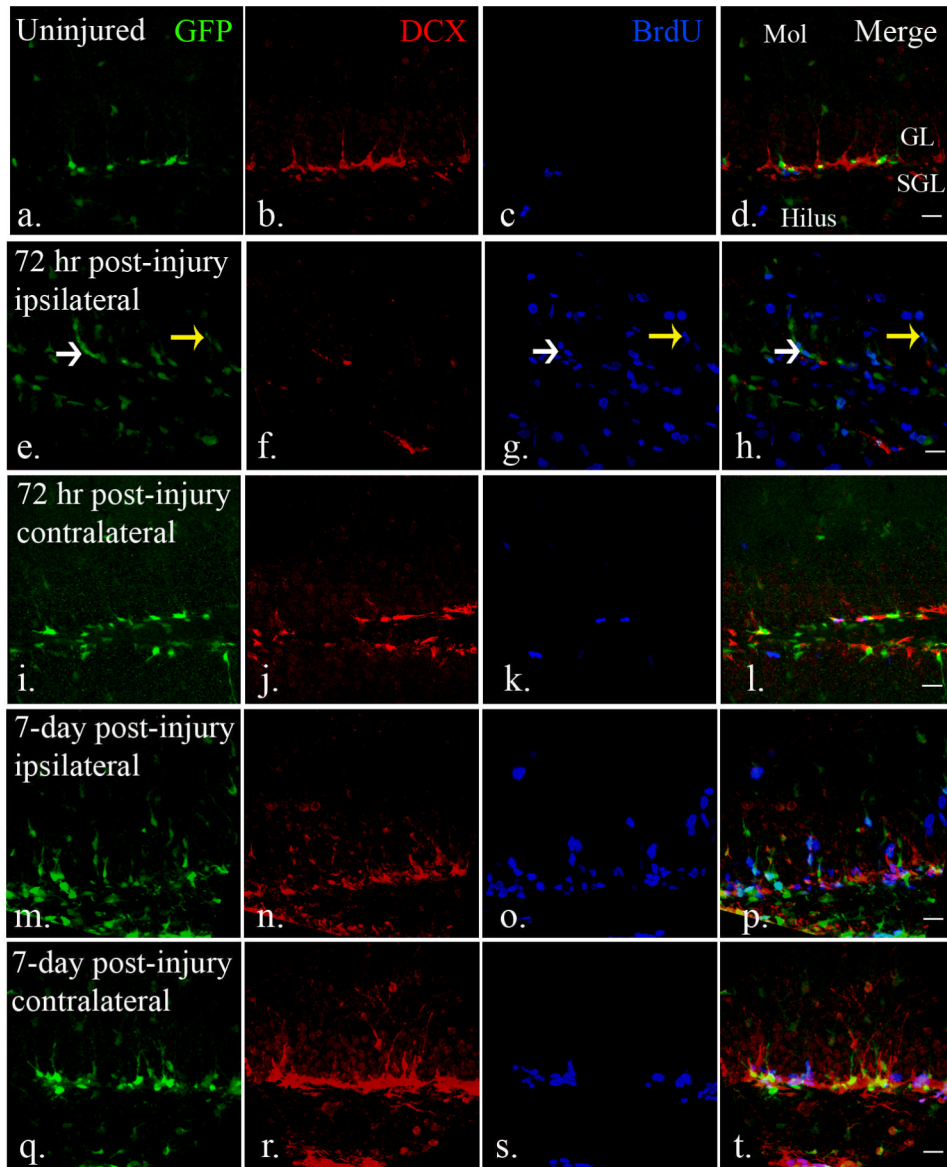 Uninjured GFP DCX BrdU Mol Merge
GL
SGL
Hilus
a. b. c d.
72 hr post-injury
ipsilateral
e. f. g. h.
72 hr post-injury
contralateral
i. j. k. l.
7-day post-injury
ipsilateral
m. n. o. p.
7-day post-injury
contralateral
q. r. s. t.